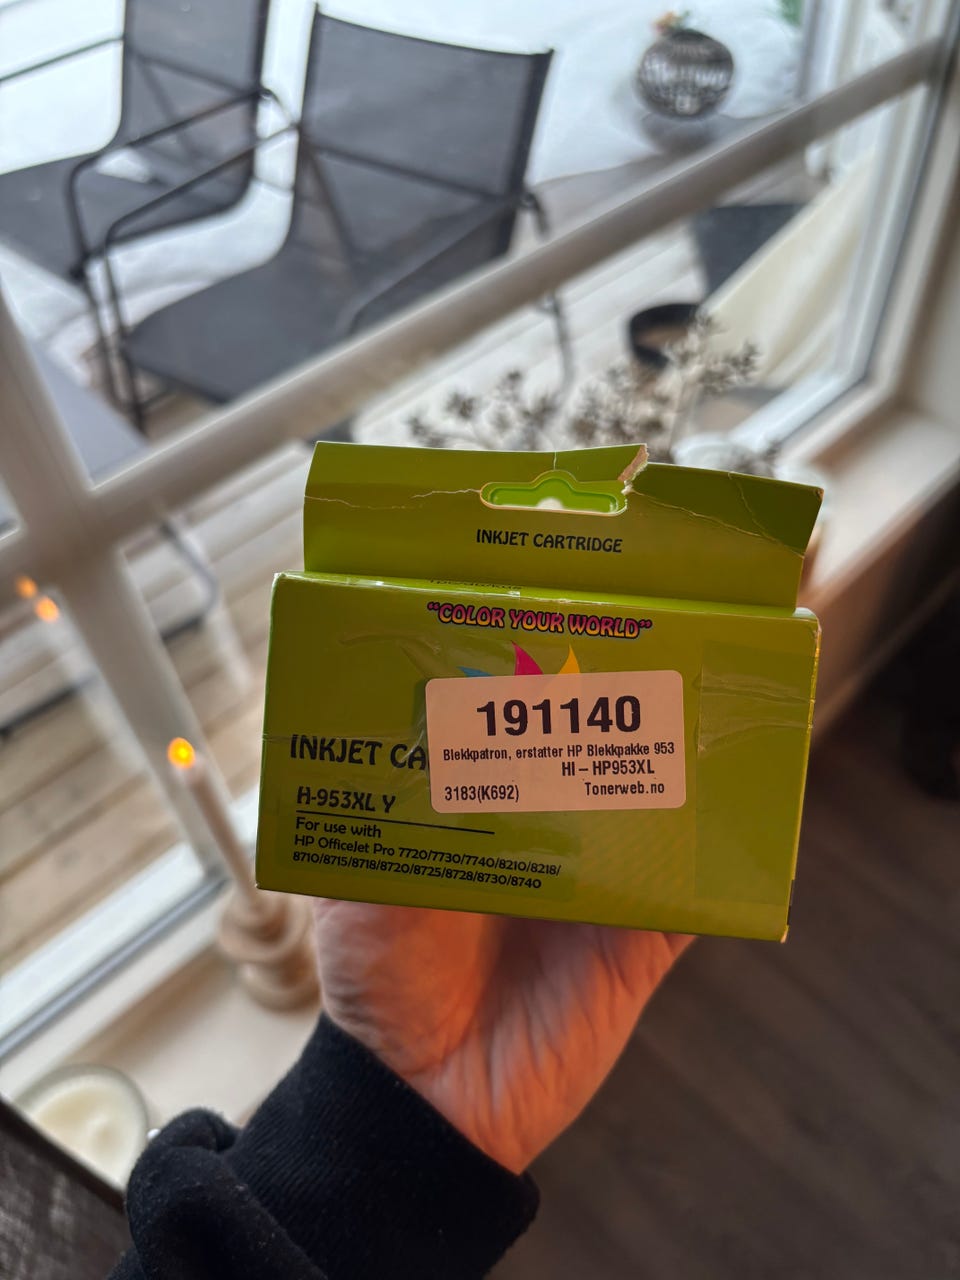 INKJET CARTRIDGE
“COLOR YOUR WORLD”
191140
Blekkpatron, erstatter HP Blekkpakke 953
HI – HP953XL
3183(K692) Tonerweb.no
INKJET CA
H-953XL Y
For use with
HP OfficeJet Pro 7720/7730/7740/8210/8218/
8710/8715/8718/8720/8725/8728/8730/8740